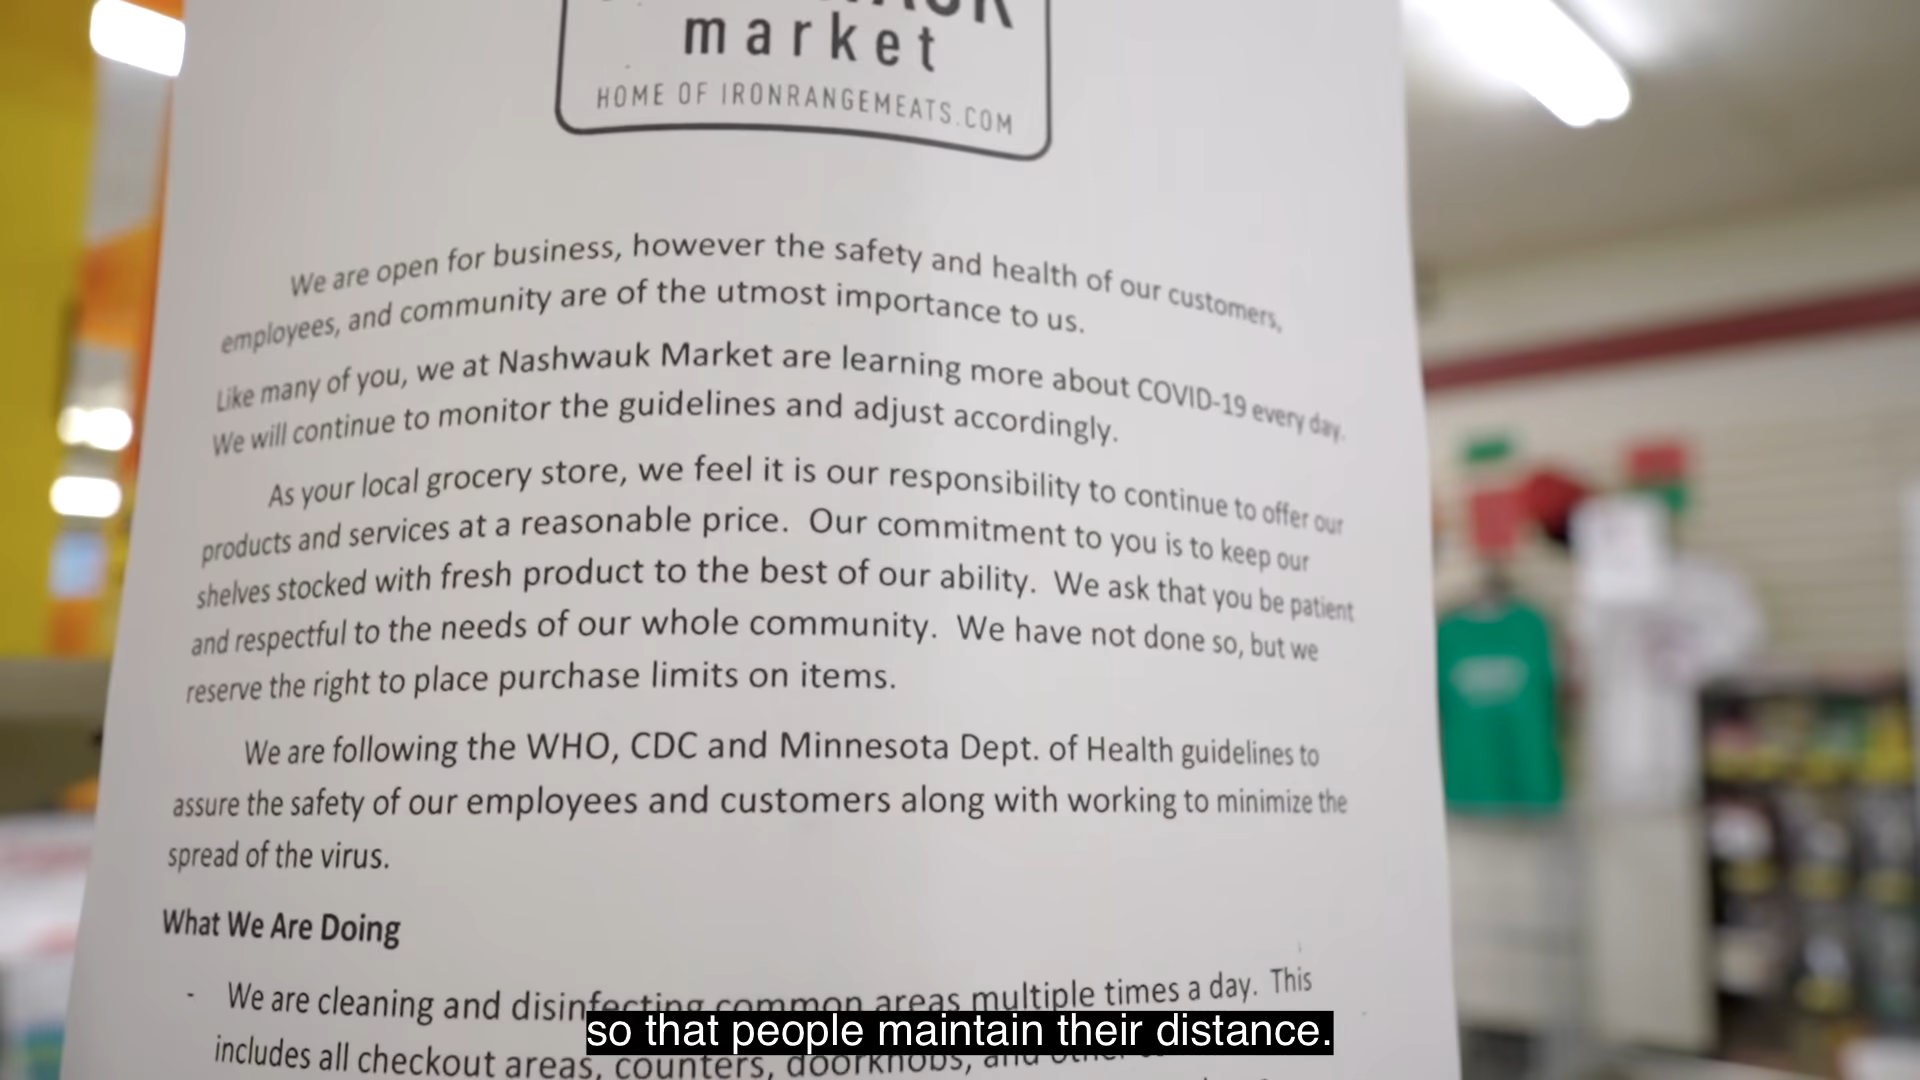 market
HOME OF IRONRANGEMEATS.COM
We are open for business, however the safety and health of our customers,
employees, and community are of the utmost importance to us.
Like many of you, we at Nashwauk Market are learning more about COVID-19 every day.
We will continue to monitor the guidelines and adjust accordingly.
As your local grocery store, we feel it is our responsibility to continue to offer our
products and services at a reasonable price. Our commitment to you is to keep our
shelves stocked with fresh product to the best of our ability. We ask that you be patient
and respectful to the needs of our whole community. We have not done so, but we
reserve the right to place purchase limits on items.
We are following the WHO, CDC and Minnesota Dept. of Health guidelines to
assure the safety of our employees and customers along with working to minimize the
spread of the virus.
What We Are Doing
- We are cleaning and disinfecting common areas multiple times a day. This
includes all checkout areas, counters, doorknobs, and
so that people maintain their distance.